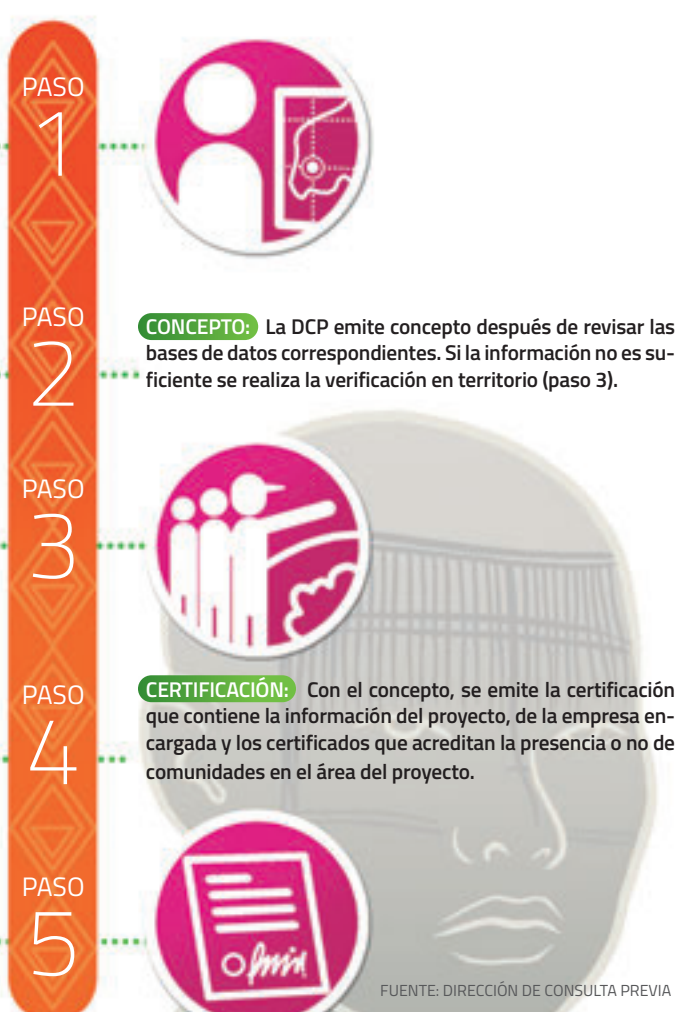 PASO
1
PASO
2
CONCEPTO: La DCP emite concepto después de revisar las
bases de datos correspondientes. Si la información no es su-
ficiente se realiza la verificación en territorio (paso 3).
PASO
3
PASO
4
CERTIFICACIÓN: Con el concepto, se emite la certificación
que contiene la información del proyecto, de la empresa en-
cargada y los certificados que acreditan la presencia o no de
comunidades en el área del proyecto.
PASO
5
FUENTE: DIRECCIÓN DE CONSULTA PREVIA